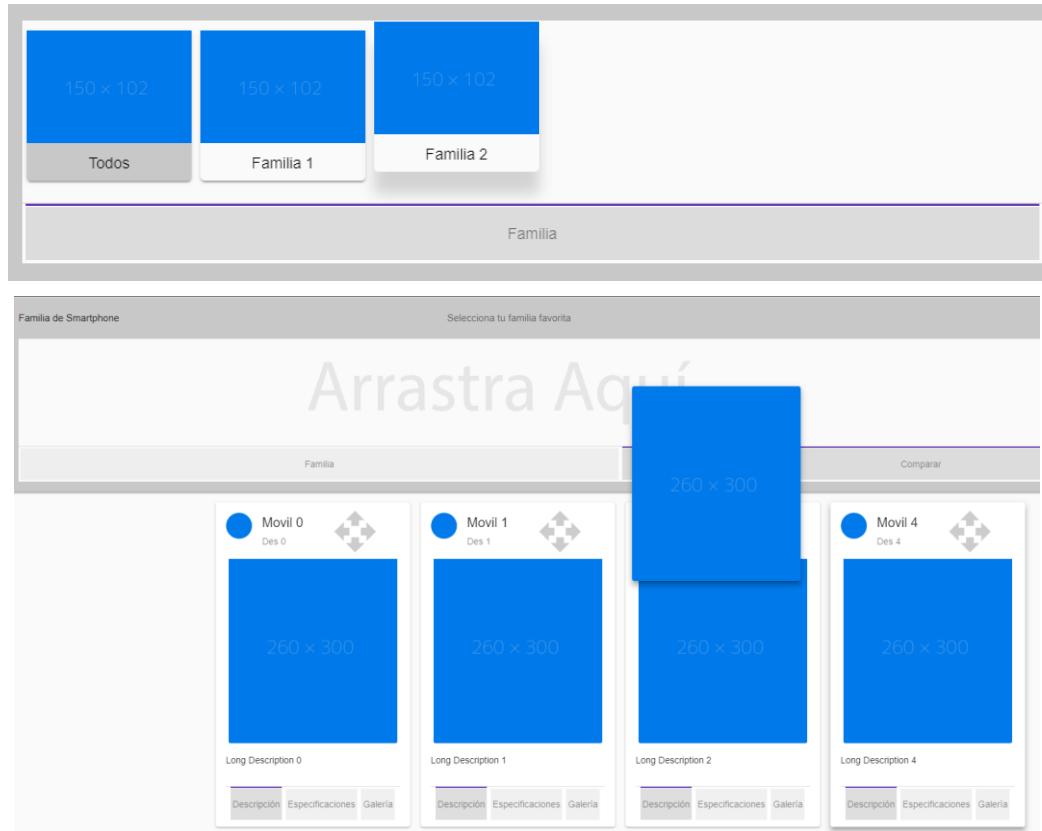 150 × 102
150 × 102
150 × 102
Todos
Familia 1
Familia 2
Familia
Familia de Smartphone
Selecciona tu familia favorita
Arrastra Aquí
Familia
Comparar
260 × 300
Movil 0
Des 0
Movil 1
Des 1
Movil 4
Des 4
260 × 300
260 × 300
260 × 300
260 × 300
Long Description 0
Long Description 1
Long Description 2
Long Description 4
Descripción Especificaciones Galería
Descripción Especificaciones Galería
Descripción Especificaciones Galería
Descripción Especificaciones Galería